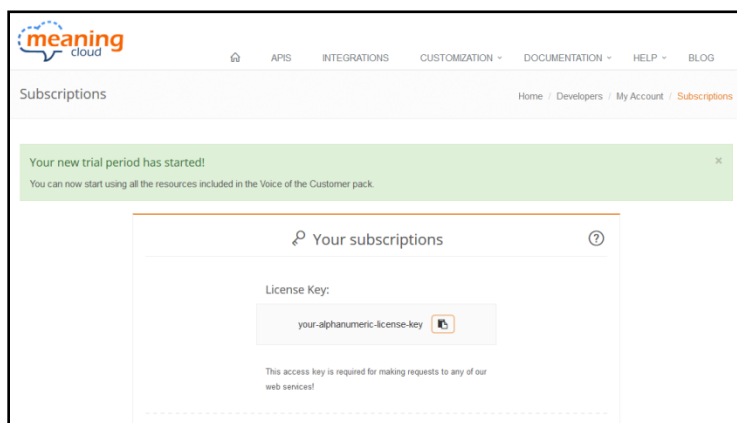 meaning
cloud
APIS INTEGRATIONS CUSTOMIZATION DOCUMENTATION HELP BLOG
Subscriptions
Home / Developers / My Account / Subscriptions
Your new trial period has started!
×
You can now start using all the resources included in the Voice of the Customer pack.
Your subscriptions
?
License Key:
your-alphanumeric-license-key
This access key is required for making requests to any of our
web services!